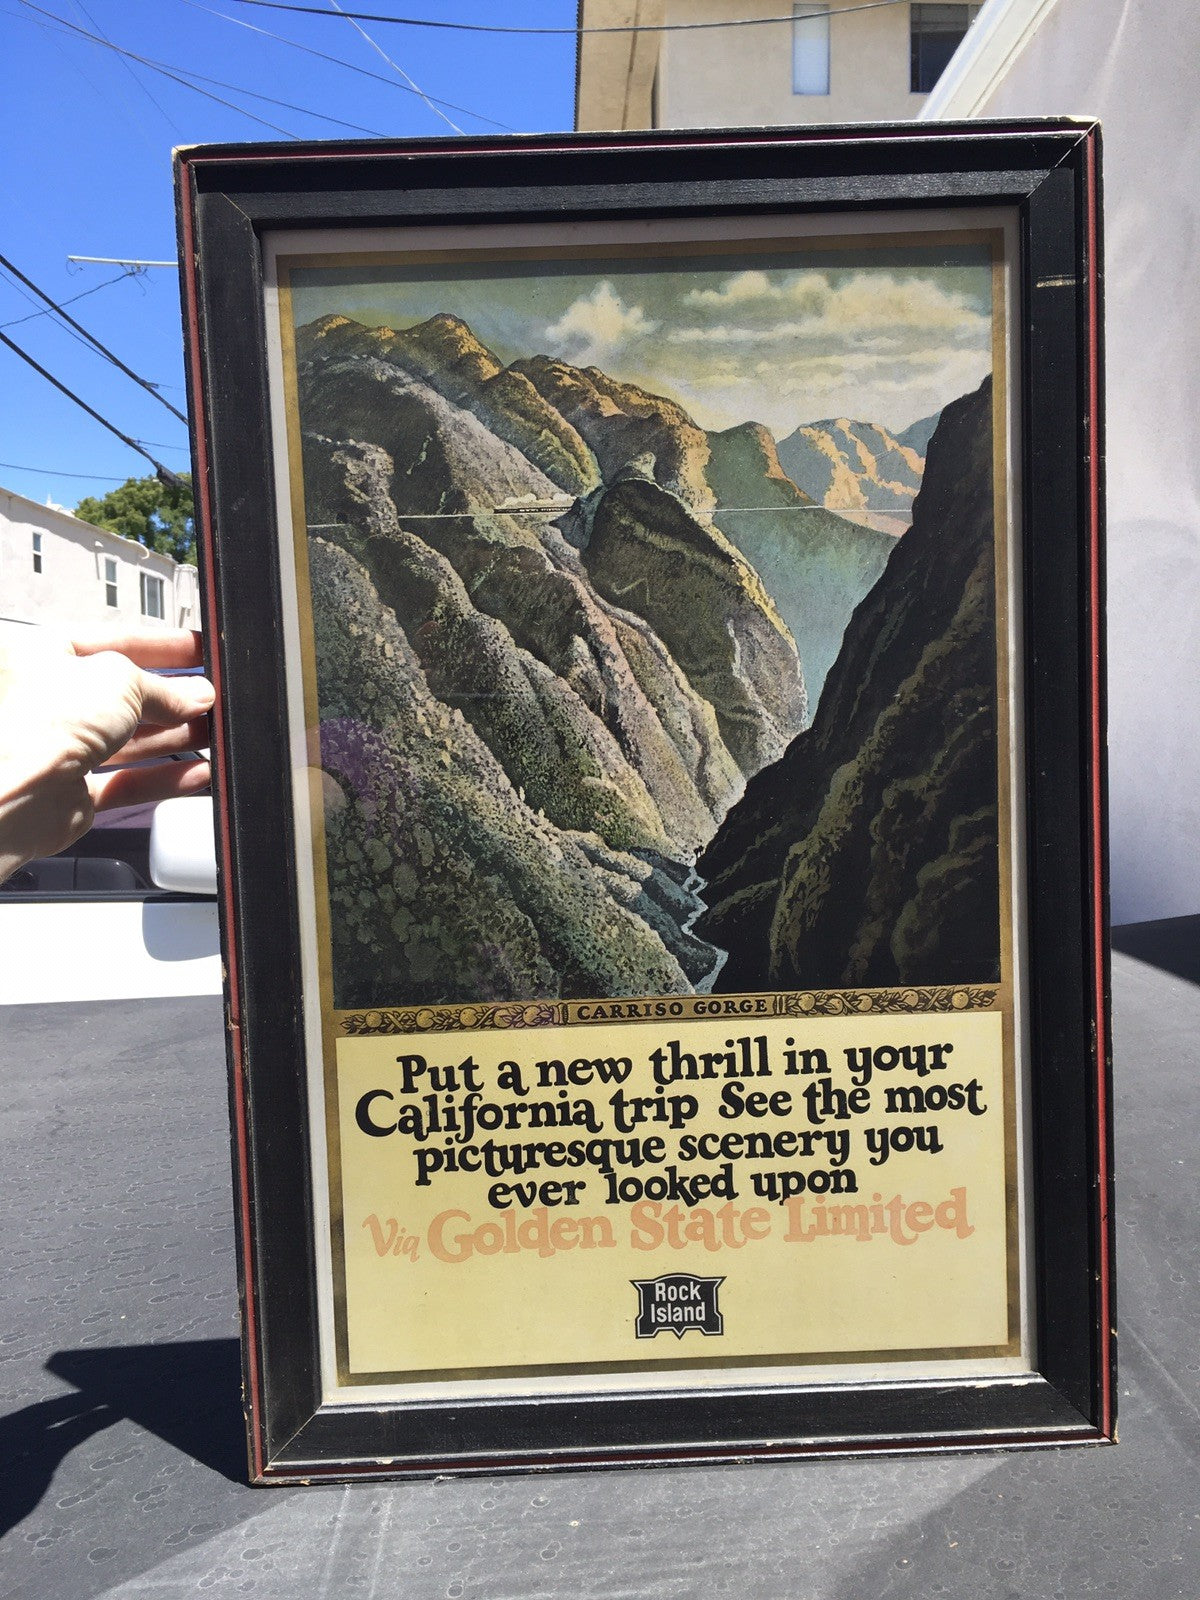 CARRISO GORGE
Put a new thrill in your
California trip See the most
picturesque scenery you
ever looked upon
Via Golden State Limited
Rock
Island